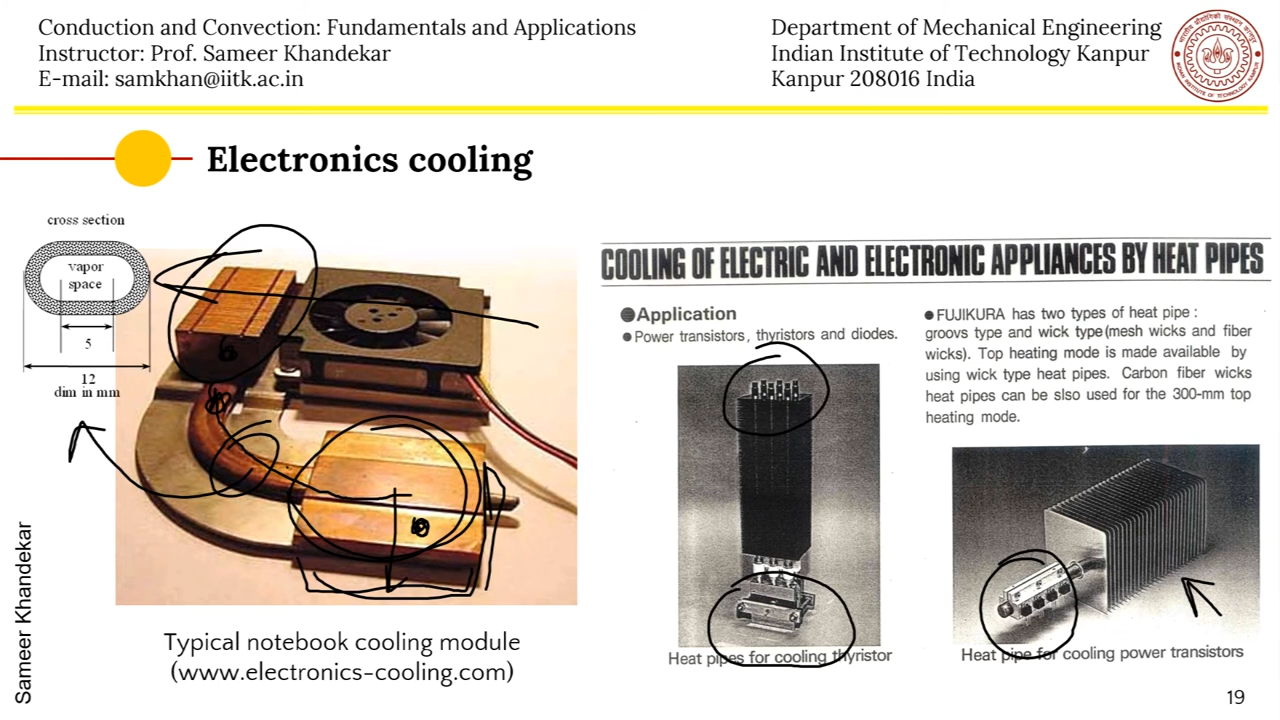 Conduction and Convection: Fundamentals and Applications
Instructor: Prof. Sameer Khandekar
E-mail: samkhan@iitk.ac.in
Department of Mechanical Engineering
Indian Institute of Technology Kanpur
Kanpur 208016 India
Electronics cooling
cross section
vapor
space
5
12
dim in mm
Typical notebook cooling module
(www.electronics-cooling.com)
COOLING OF ELECTRIC AND ELECTRONIC APPLIANCES BY HEAT PIPES
●Application
●Power transistors, thyristors and diodes.
Heat pipes for cooling thyristor
●FUJIKURA has two types of heat pipe :
groovs type and wick type(mesh wicks and fiber
wicks). Top heating mode is made available by
using wick type heat pipes. Carbon fiber wicks
heat pipes can be slso used for the 300-mm top
heating mode.
Heat pipe for cooling power transistors
Sameer Khandekar
19